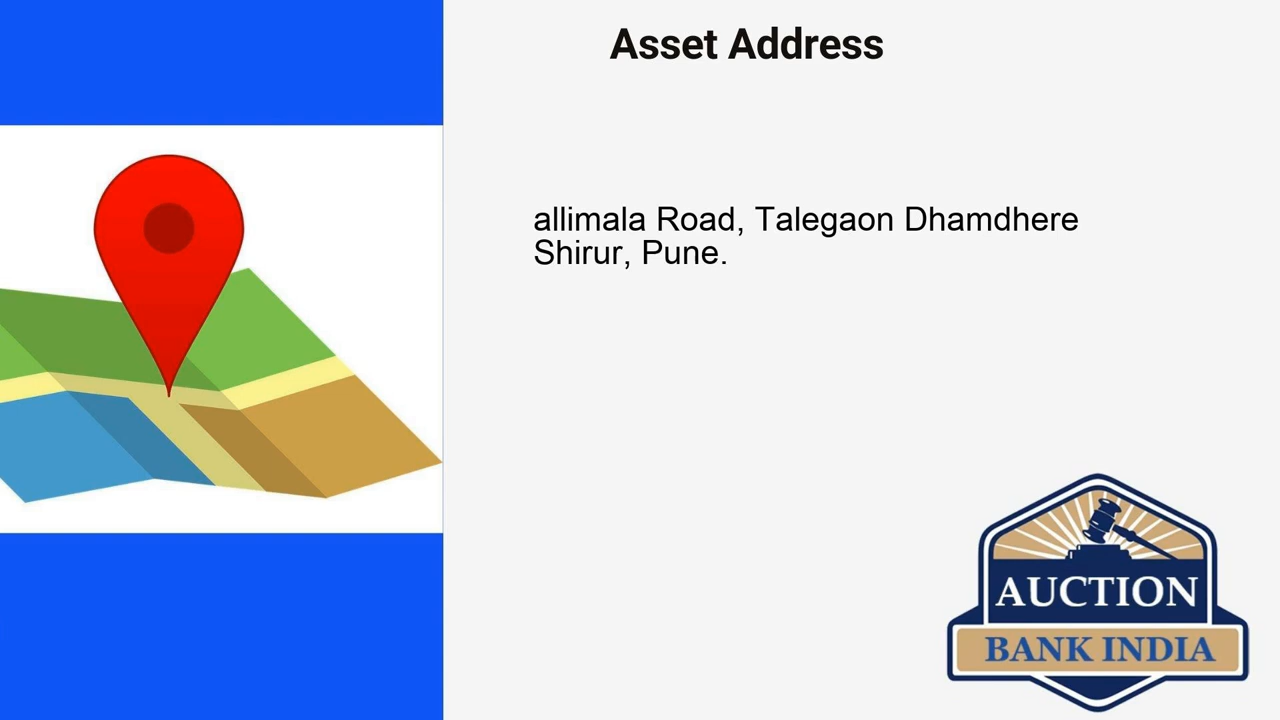 Asset Address
allimala Road, Talegaon Dhamdhere
Shirur, Pune.
AUCTION
BANK INDIA